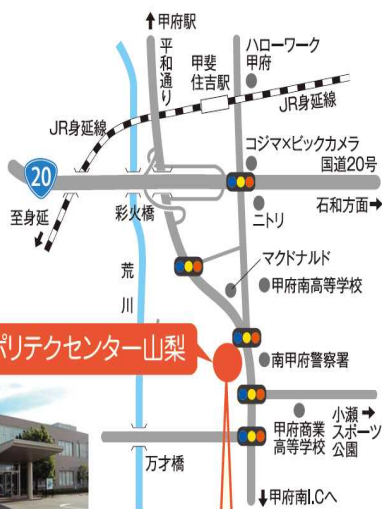 ↑甲府駅
平和通り
甲斐
住吉駅
ハローワーク
甲府
JR身延線
JR身延線
コジマ×ビックカメラ
国道20号
20
至身延
彩火橋
ニトリ
石和方面→
荒川
マクドナルド
甲府南高等学校
ポリテクセンター山梨
南甲府警察署
甲府商業
高等学校
小瀬→
スポーツ
公園
万才橋
↓甲府南I.Cへ